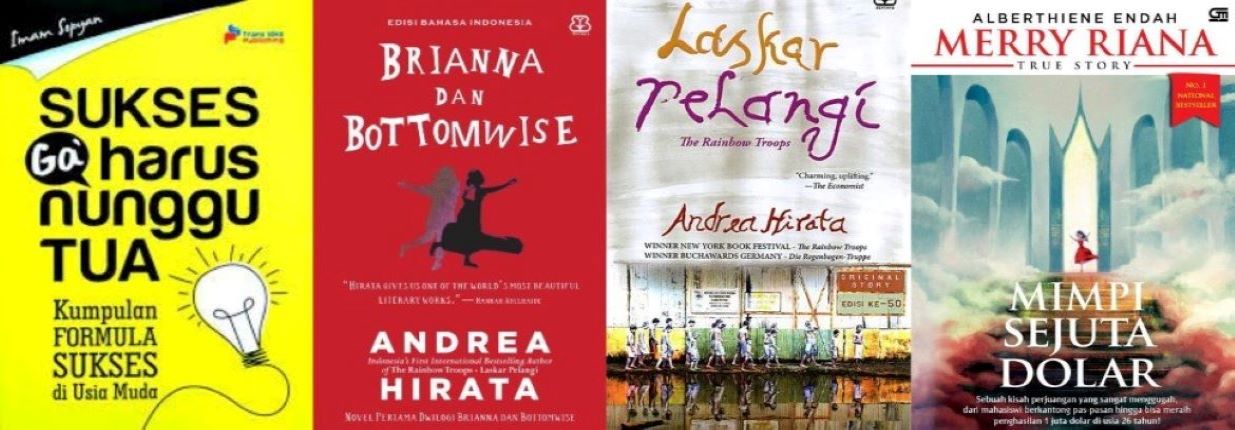 Imam Sopyan
Trans Idea
Publishing
SUKSES
Ga' harus
nunggu
TUA
Kumpulan
FORMULA
SUKSES
di Usia Muda
EDISI BAHASA INDONESIA
BRIANNA
DAN
BOTTOMWISE
"HIRATA GIVES US ONE OF THE WORLD'S MOST BEAUTIFUL
LITERARY WORKS."
ANDREA
Indonesia's First International Bestselling Author
of The Rainbow Troops - Laskar Pelangi
HIRATA
NOVEL PERTAMA DWILOGI BRIANNA DAN BOTTOMWISE
BENTANG
Laskar
Pelangi
The Rainbow Troops
"Charming, uplifting."
—The Economist
Andrea Hirata
WINNER NEW YORK BOOK FESTIVAL - The Rainbow Troops
WINNER BUCHAWARDS GERMANY - Die Regenbogen-Truppe
ORIGINAL
STORY
EDISI KE-50
ALBERTHIENE ENDAH
MERRY RIANA
TRUE STORY
NO. 1
NATIONAL
BESTSELLER
MIMPI
SEJUTA
DOLAR
Sebuah kisah perjuangan yang sangat menggugah,
dari mahasiswi berkantong pas-pasan hingga bisa meraih
penghasilan 1 juta dolar di usia 26 tahun!